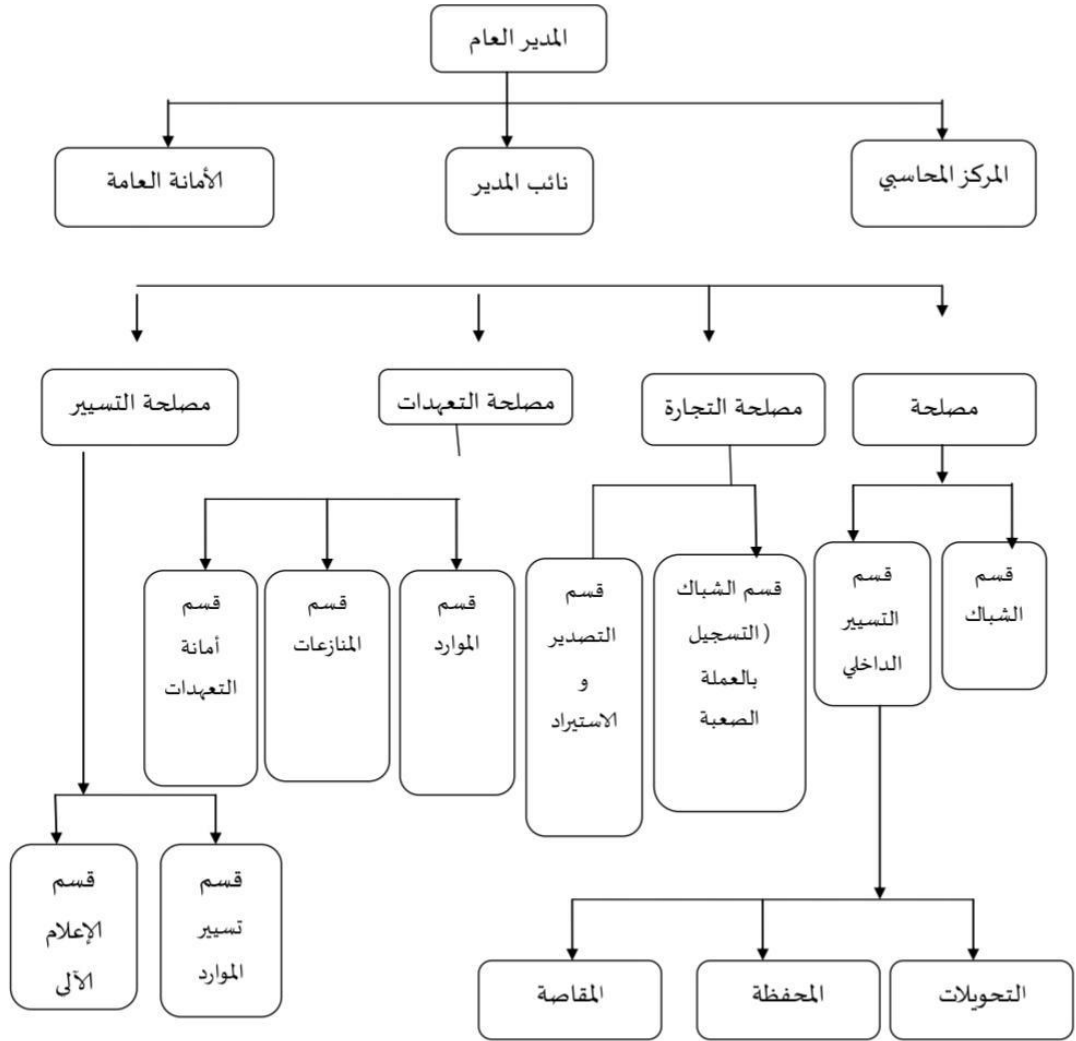 المدير العام
المركز المحاسبي
نائب المدير
الأمانة العامة
مصلحة
مصلحة التجارة
مصلحة التعهدات
مصلحة التسيير
قسم
الشباك
قسم
التسيير
الداخلي
قسم الشباك
( التسجيل
بالعملة
الصعبة
قسم
التصدير
و
الاستيراد
قسم
الموارد
قسم
المنازعات
قسم
أمانة
التعهدات
قسم
تسيير
الموارد
قسم
الإعلام
الآلي
التحويلات
المحفظة
المقاصة